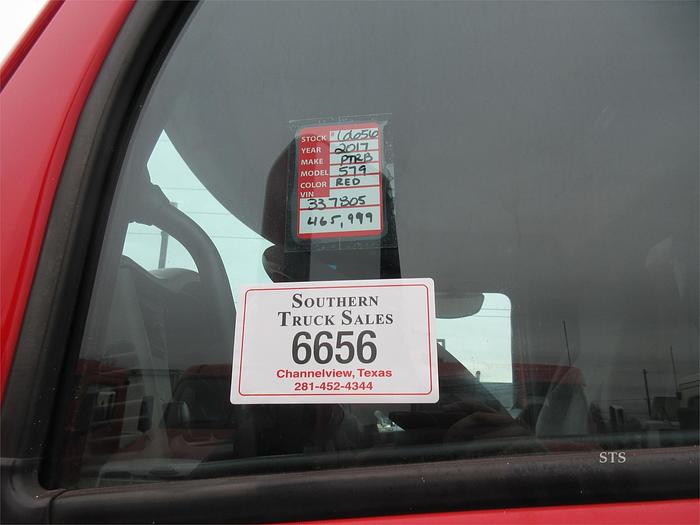 STOCK # 6656
YEAR 2017
MAKE PTRB
MODEL 579
COLOR RED
VIN
337805
465,999
SOUTHERN
TRUCK SALES
6656
Channelview, Texas
281-452-4344
STS